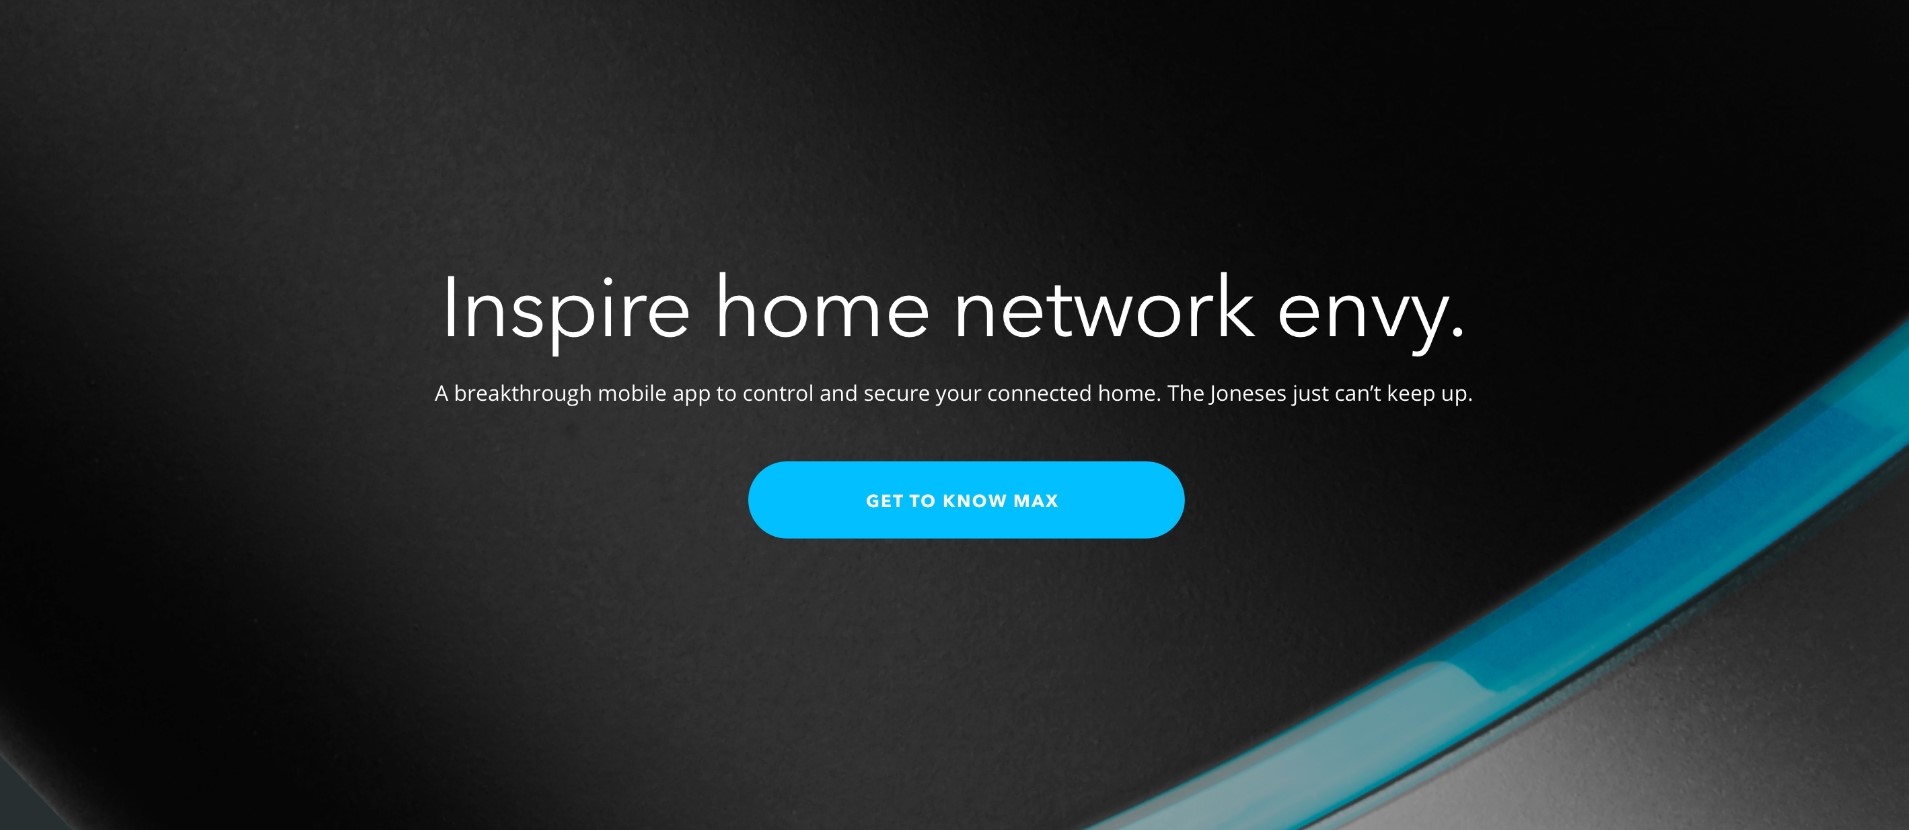 Inspire home network envy.
A breakthrough mobile app to control and secure your connected home. The Joneses just can’t keep up.
GET TO KNOW MAX